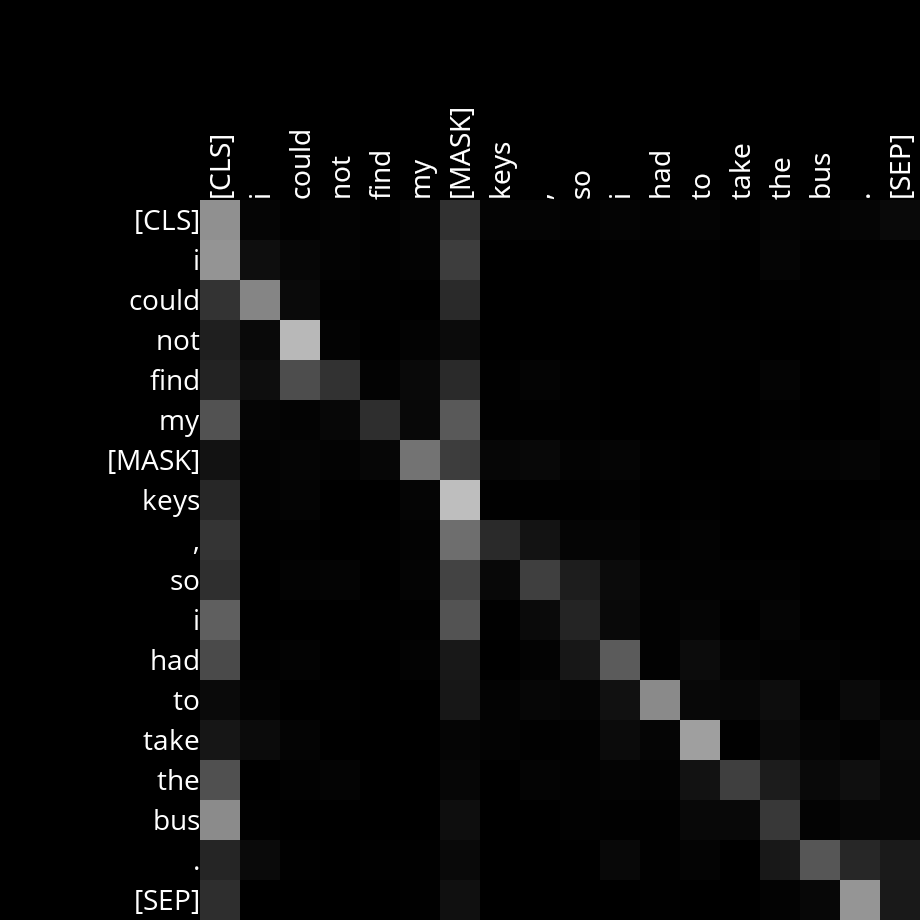 [CLS] i could not find my [MASK] keys , so i had to take the bus . [SEP]
[CLS]
i
could
not
find
my
[MASK]
keys
,
so
i
had
to
take
the
bus
.
[SEP]